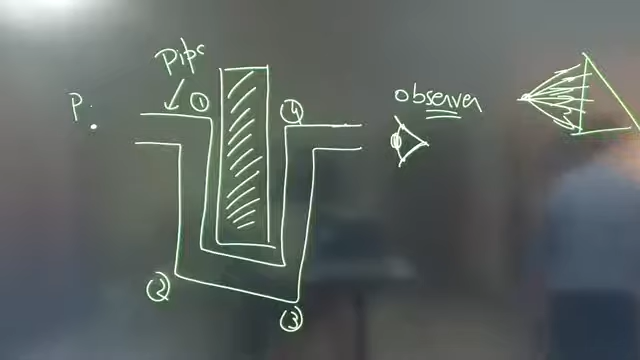 pipe
P.
①
④
observer
②
③